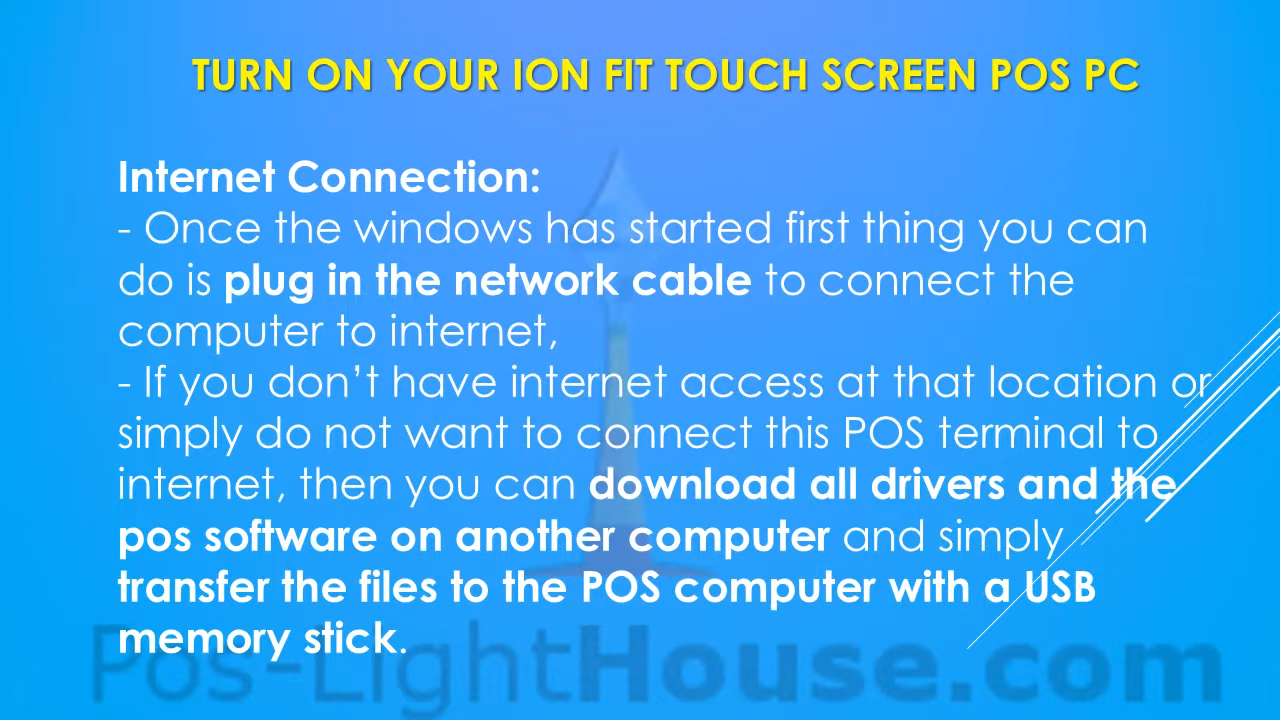 TURN ON YOUR ION FIT TOUCH SCREEN POS PC
Internet Connection:
- Once the windows has started first thing you can
do is plug in the network cable to connect the
computer to internet,
- If you don’t have internet access at that location or
simply do not want to connect this POS terminal to
internet, then you can download all drivers and the
pos software on another computer and simply
transfer the files to the POS computer with a USB
memory stick.
Pos-LightHouse.com